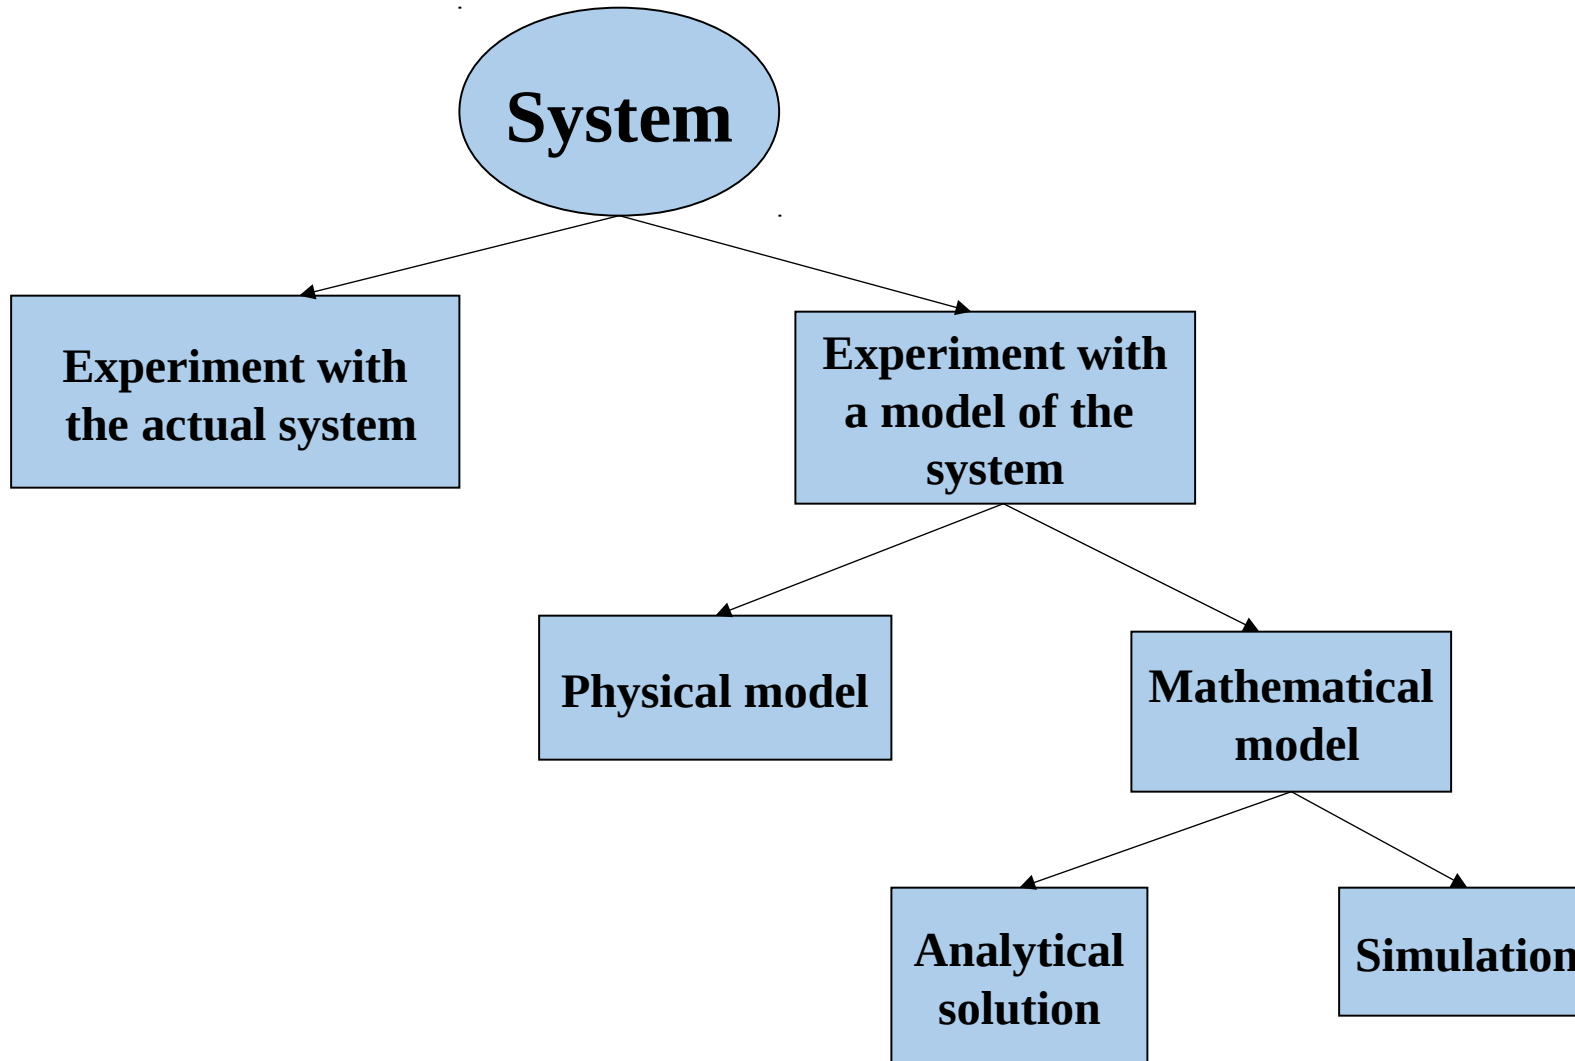 System
Experiment with
the actual system
Experiment with
a model of the
system
Physical model
Mathematical
model
Analytical
solution
Simulation